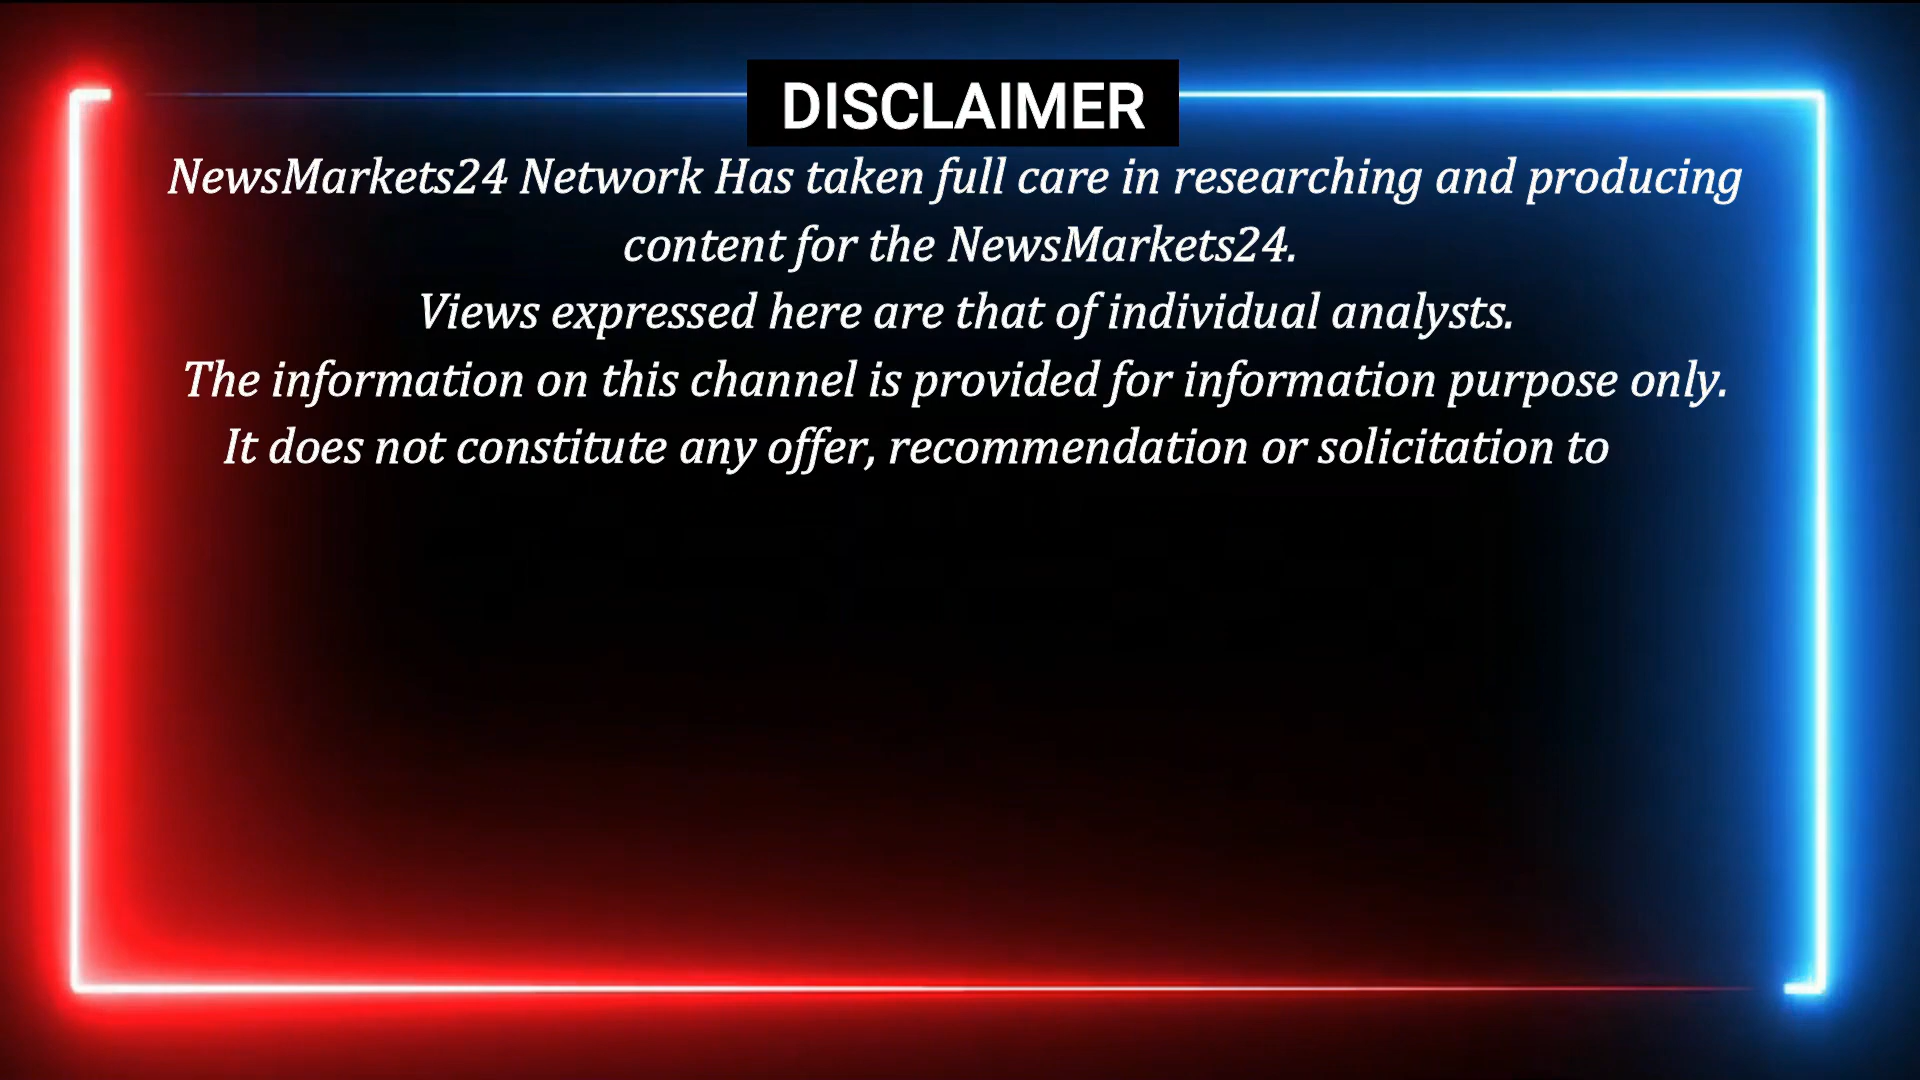 DISCLAIMER
NewsMarkets24 Network Has taken full care in researching and producing
content for the NewsMarkets24.
Views expressed here are that of individual analysts.
The information on this channel is provided for information purpose only.
It does not constitute any offer, recommendation or solicitation to